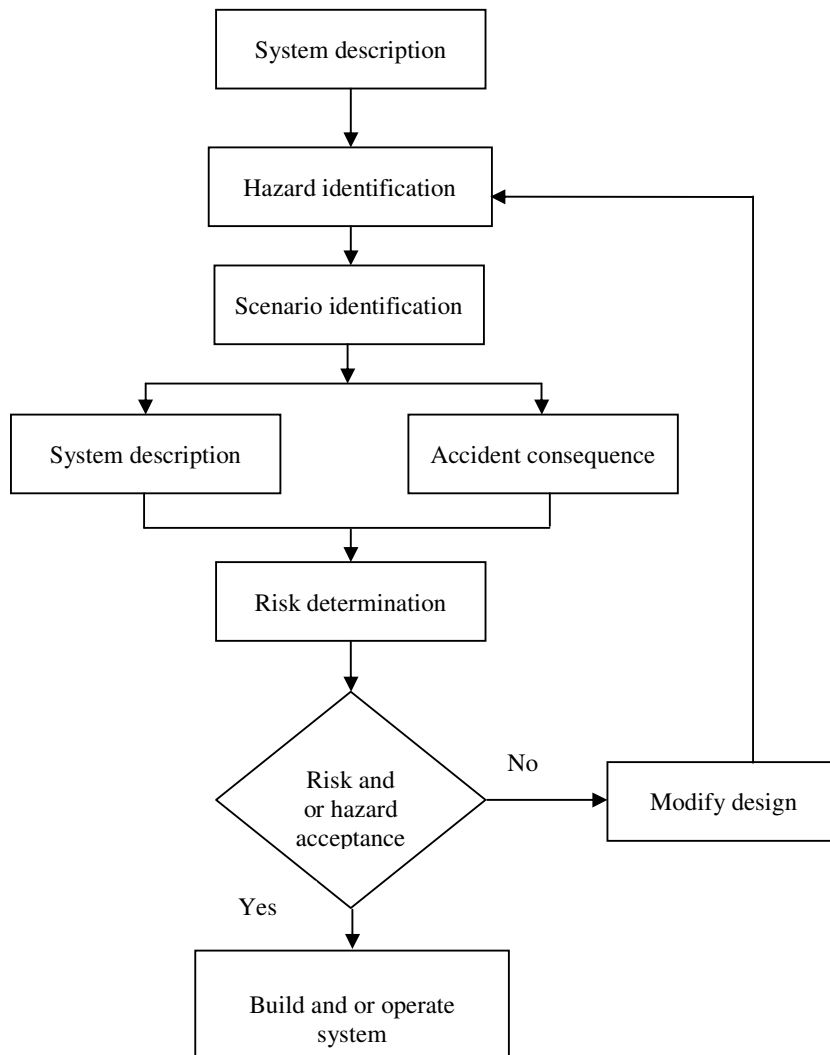 System description
Hazard identification
Scenario identification
System description
Accident consequence
Risk determination
Risk and
or hazard
acceptance
No
Modify design
Yes
Build and or operate
system